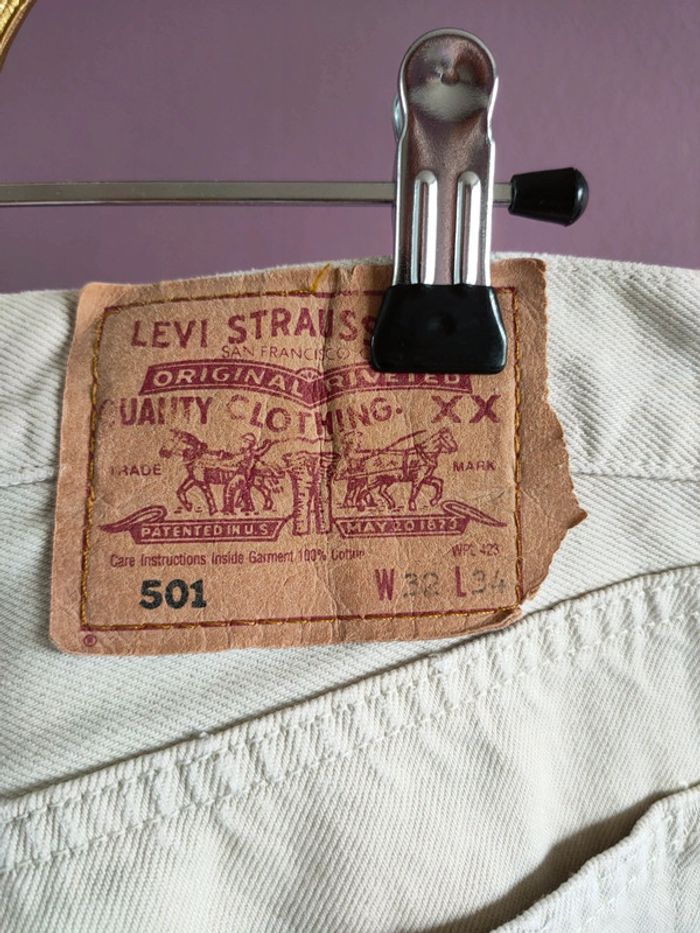 LEVI STRAUSS
SAN FRANCISCO
ORIGINAL RIVETED
QUALITY CLOTHING. XX
TRADE MARK
PATENTED IN U.S. MAY 20 1873
Care Instructions Inside Garment 100% Cotton WPL 423
501 W 32 L 34
®